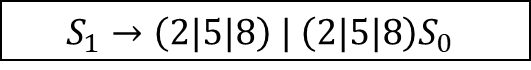 S₁ → (2|5|8) | (2|5|8)S₀